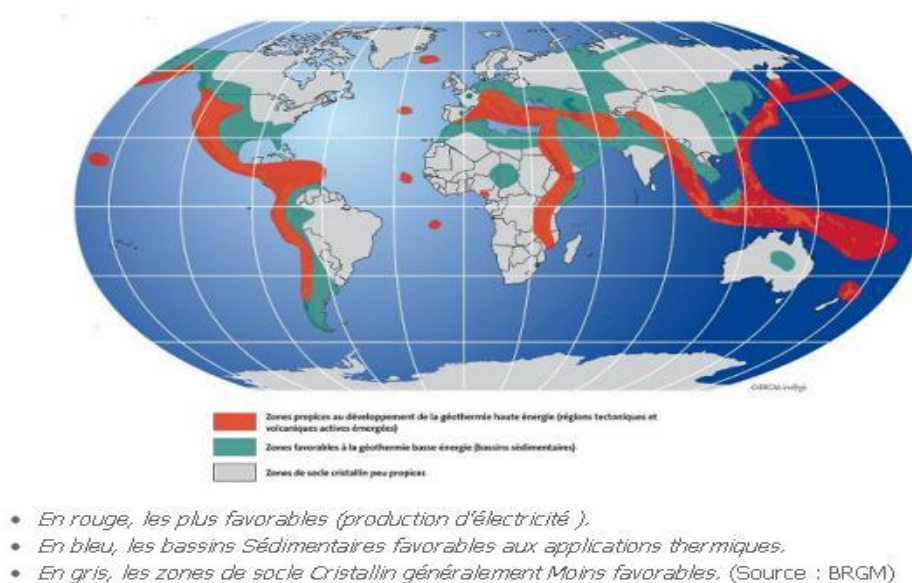 ©BRGM im@gé
Zones propices au développement de la géothermie haute énergie (régions tectoniques et
volcaniques actives émergées)
Zones favorables à la géothermie basse énergie (bassins sédimentaires)
Zones de socle cristallin peu propices
• En rouge, les plus favorables (production d'électricité ).
• En bleu, les bassins Sédimentaires favorables aux applications thermiques.
• En gris, les zones de socle Cristallin généralement Moins favorables. (Source : BRGM)